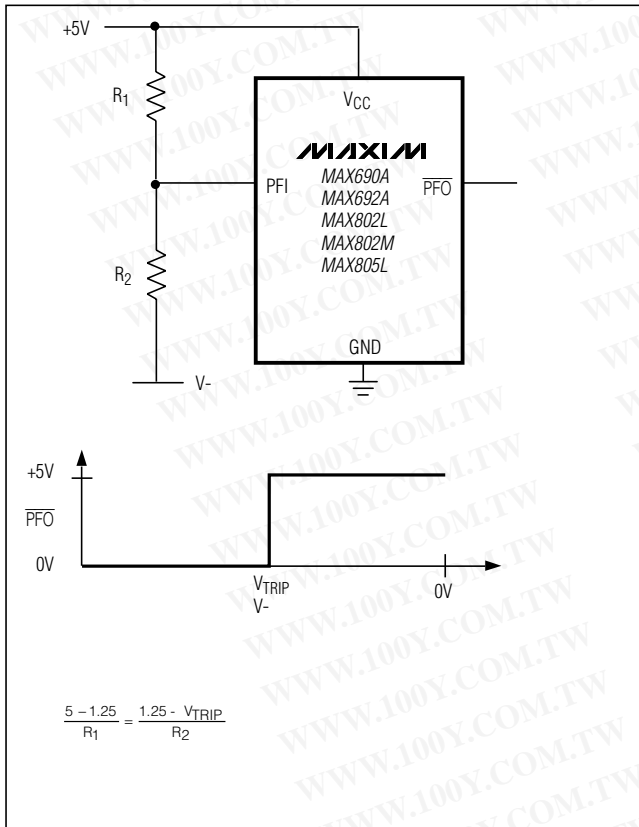 +5V
R1
VCC
MAXIM
MAX690A
MAX692A
MAX802L
MAX802M
MAX805L
PFI
PFO
R2
GND
V-
+5V
PFO
0V
VTRIP
V-
0V
5 – 1.25 / R1 = 1.25 - VTRIP / R2
WWW.100Y.COM.TW